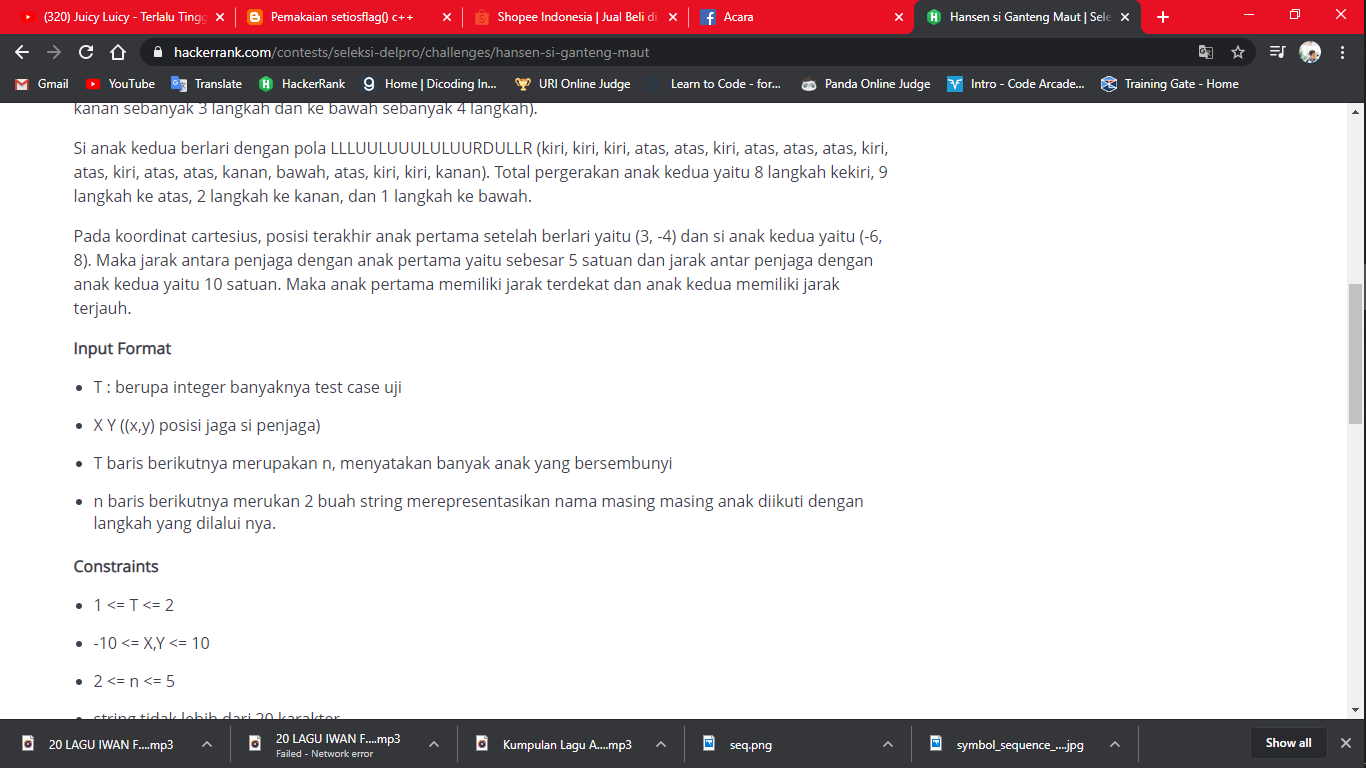 (320) Juicy Luicy - Terlalu Tingg
Pemakaian setiosflag() c++
Shopee Indonesia | Jual Beli di
Acara
Hansen si Ganteng Maut | Sele
hackerrank.com/contests/seleksi-delpro/challenges/hansen-si-ganteng-maut
Gmail YouTube Translate HackerRank Home | Dicoding In... URI Online Judge Learn to Code - for... Panda Online Judge Intro - Code Arcade... Training Gate - Home
kanan sebanyak 3 langkah dan ke bawah sebanyak 4 langkah).
Si anak kedua berlari dengan pola LLLUULUUULULUURDULLR (kiri, kiri, kiri, atas, atas, kiri, atas, atas, atas, kiri,
atas, kiri, atas, atas, kanan, bawah, atas, kiri, kiri, kanan). Total pergerakan anak kedua yaitu 8 langkah kekiri, 9
langkah ke atas, 2 langkah ke kanan, dan 1 langkah ke bawah.
Pada koordinat cartesius, posisi terakhir anak pertama setelah berlari yaitu (3, -4) dan si anak kedua yaitu (-6,
8). Maka jarak antara penjaga dengan anak pertama yaitu sebesar 5 satuan dan jarak antar penjaga dengan
anak kedua yaitu 10 satuan. Maka anak pertama memiliki jarak terdekat dan anak kedua memiliki jarak
terjauh.
Input Format
• T : berupa integer banyaknya test case uji
• X Y ((x,y) posisi jaga si penjaga)
• T baris berikutnya merupakan n, menyatakan banyak anak yang bersembunyi
• n baris berikutnya merukan 2 buah string merepresentasikan nama masing masing anak diikuti dengan
langkah yang dilalui nya.
Constraints
• 1 <= T <= 2
• -10 <= X,Y <= 10
• 2 <= n <= 5
• string tidak lebih dari 20 karakter
20 LAGU IWAN F....mp3
20 LAGU IWAN F....mp3
Failed - Network error
Kumpulan Lagu A....mp3
seq.png
symbol_sequence_....jpg
Show all